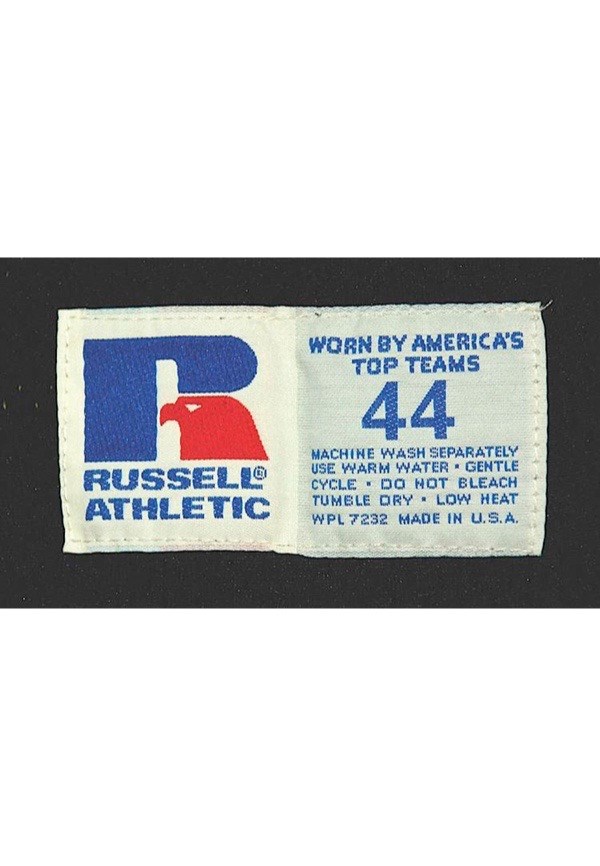 RUSSELL®
ATHLETIC
WORN BY AMERICA'S
TOP TEAMS
44
MACHINE WASH SEPARATELY
USE WARM WATER • GENTLE
CYCLE • DO NOT BLEACH
TUMBLE DRY • LOW HEAT
WPL 7232 MADE IN U.S.A.